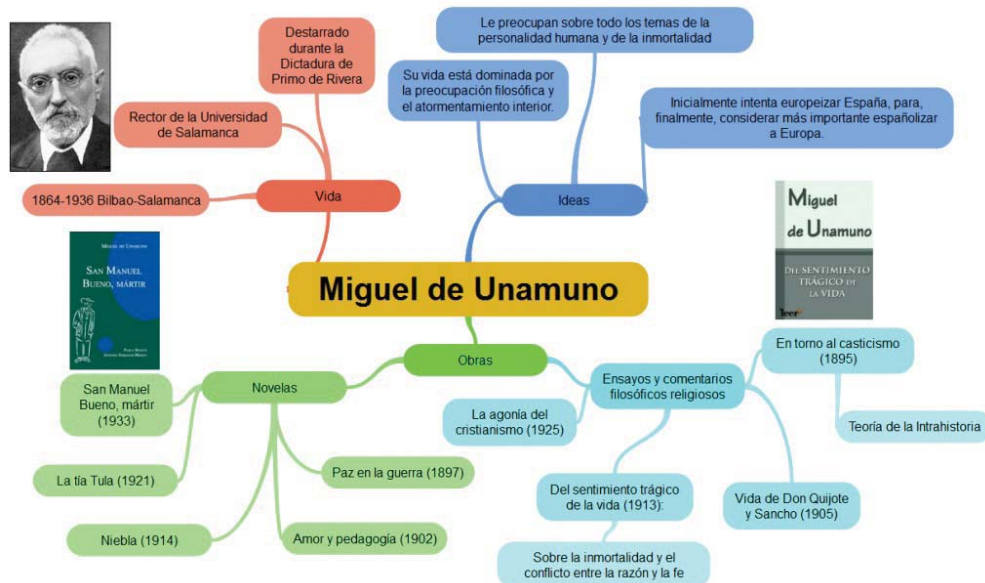 Destarrado
durante la
Dictadura de
Primo de Rivera
Rector de la Universidad
de Salamanca
1864-1936 Bilbao-Salamanca
Vida
Le preocupan sobre todo los temas de la
personalidad humana y de la inmortalidad
Su vida está dominada por
la preocupación filosófica y
el atormentamiento interior.
Inicialmente intenta europeizar España, para,
finalmente, considerar más importante españolizar
a Europa.
Ideas
Miguel de Unamuno
MIGUEL DE UNAMUNO
SAN MANUEL
BUENO, MÁRTIR
Miguel
de Unamuno
DEL SENTIMIENTO
TRÁGICO DE
LA VIDA
leer
Obras
Novelas
San Manuel
Bueno, mártir
(1933)
La tía Tula (1921)
Niebla (1914)
Amor y pedagogía (1902)
Paz en la guerra (1897)
Ensayos y comentarios
filosóficos religiosos
La agonía del
cristianismo (1925)
Del sentimiento trágico
de la vida (1913):
Sobre la inmortalidad y el
conflicto entre la razón y la fe
Vida de Don Quijote
y Sancho (1905)
En torno al casticismo
(1895)
Teoría de la Intrahistoria